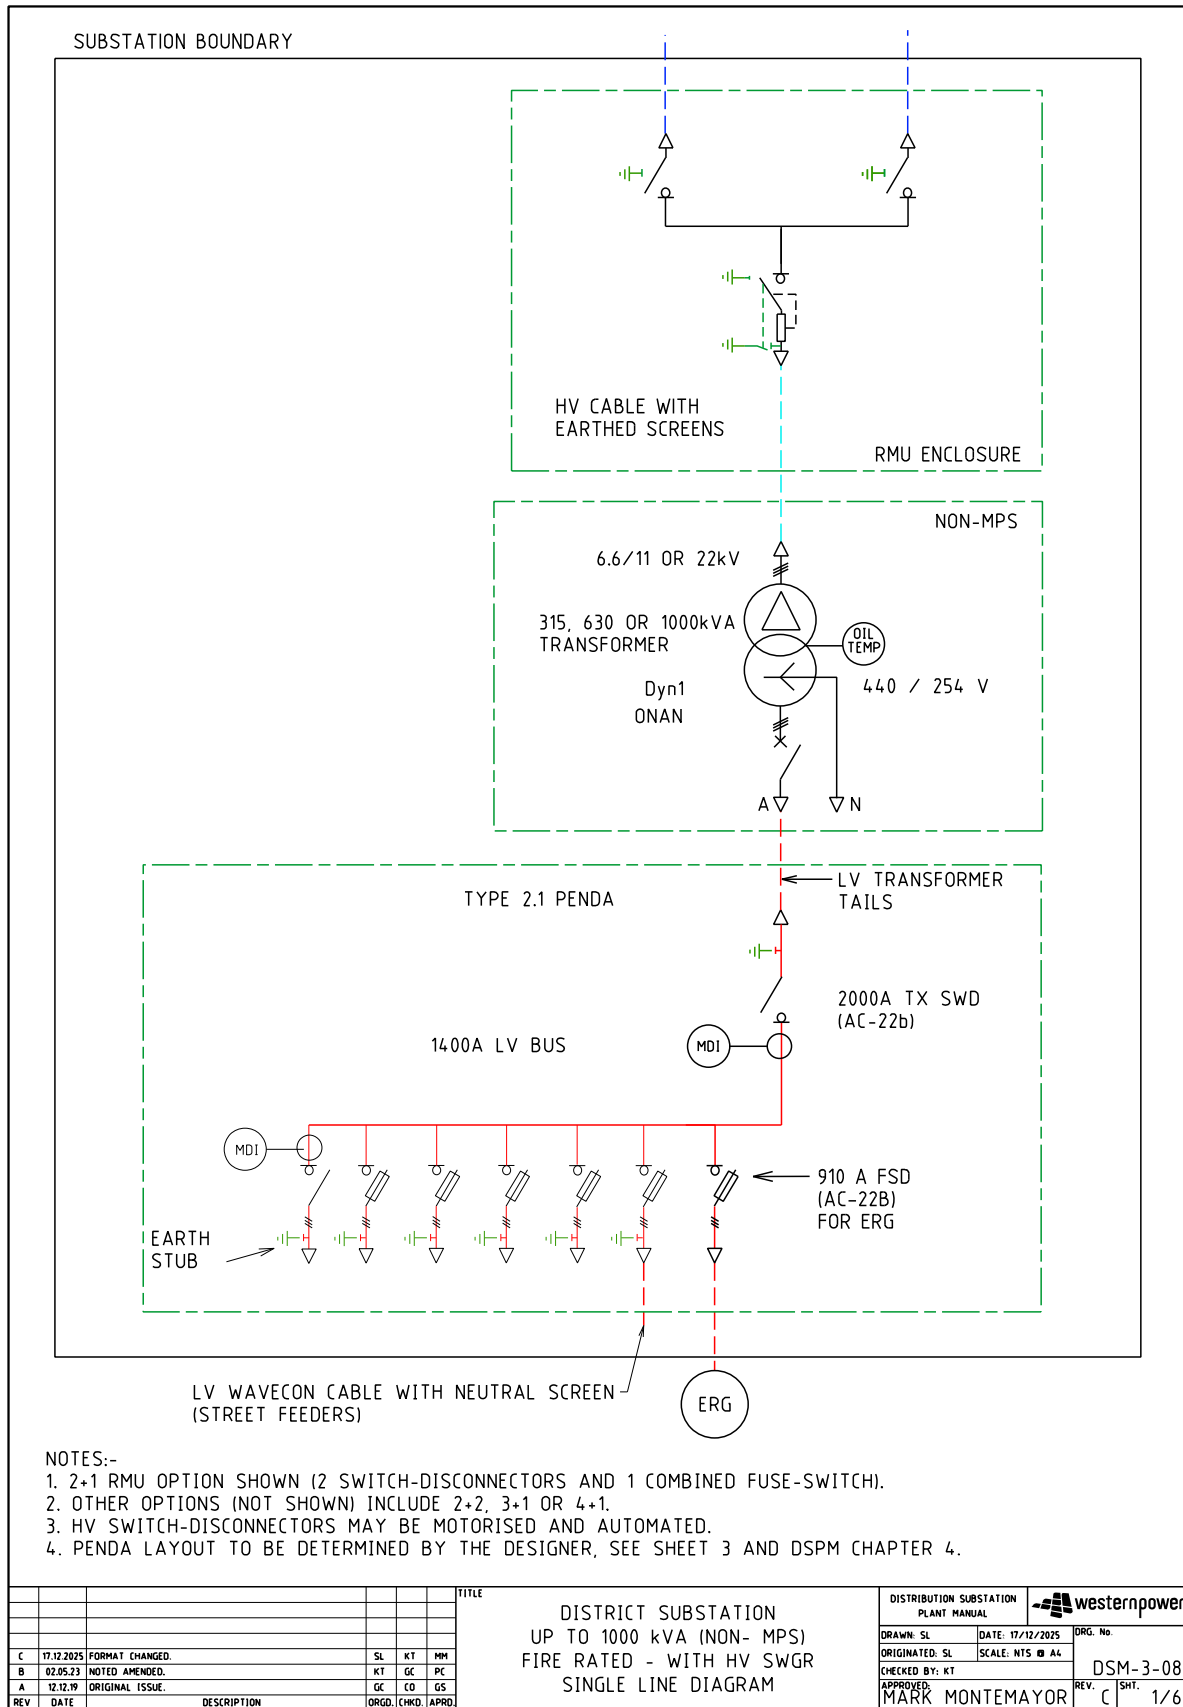 SUBSTATION BOUNDARY
HV CABLE WITH
EARTHED SCREENS
RMU ENCLOSURE
NON-MPS
6.6/11 OR 22kV
315, 630 OR 1000kVA
TRANSFORMER
OIL
TEMP
Dyn1
ONAN
440 / 254 V
A
N
LV TRANSFORMER
TAILS
TYPE 2.1 PENDA
2000A TX SWD
(AC-22b)
1400A LV BUS
MDI
MDI
910 A FSD
(AC-22B)
FOR ERG
EARTH
STUB
LV WAVECON CABLE WITH NEUTRAL SCREEN
(STREET FEEDERS)
ERG
NOTES:-
1. 2+1 RMU OPTION SHOWN (2 SWITCH-DISCONNECTORS AND 1 COMBINED FUSE-SWITCH).
2. OTHER OPTIONS (NOT SHOWN) INCLUDE 2+2, 3+1 OR 4+1.
3. HV SWITCH-DISCONNECTORS MAY BE MOTORISED AND AUTOMATED.
4. PENDA LAYOUT TO BE DETERMINED BY THE DESIGNER, SEE SHEET 3 AND DSPM CHAPTER 4.
C 17.12.2025 FORMAT CHANGED. SL KT MM
B 02.05.23 NOTED AMENDED. KT GC PC
A 12.12.19 ORIGINAL ISSUE. GC CO GS
REV DATE DESCRIPTION ORGD. CHKD. APRD.
TITLE
DISTRICT SUBSTATION
UP TO 1000 kVA (NON- MPS)
FIRE RATED - WITH HV SWGR
SINGLE LINE DIAGRAM
DISTRIBUTION SUBSTATION
PLANT MANUAL
westernpower
DRAWN: SL DATE: 17/12/2025 DRG. No.
ORIGINATED: SL SCALE: NTS @ A4
CHECKED BY: KT DSM-3-08
APPROVED: MARK MONTEMAYOR REV. C SHT. 1/6